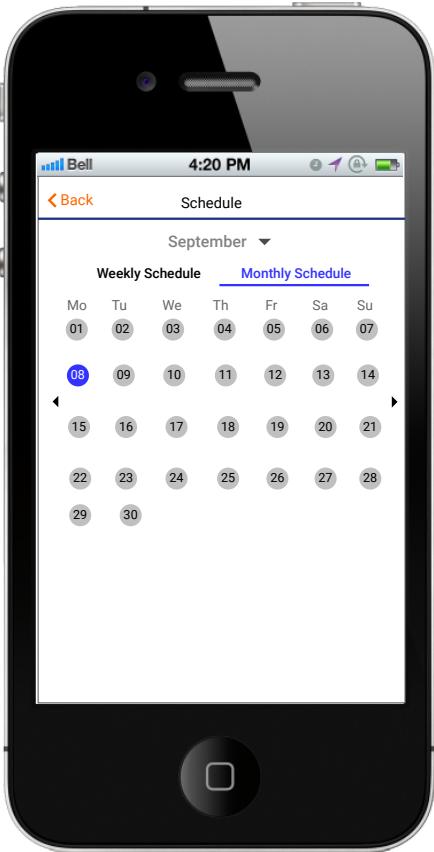 Bell 4:20 PM
Back Schedule
September
Weekly Schedule Monthly Schedule
Mo Tu We Th Fr Sa Su
01 02 03 04 05 06 07
08 09 10 11 12 13 14
15 16 17 18 19 20 21
22 23 24 25 26 27 28
29 30